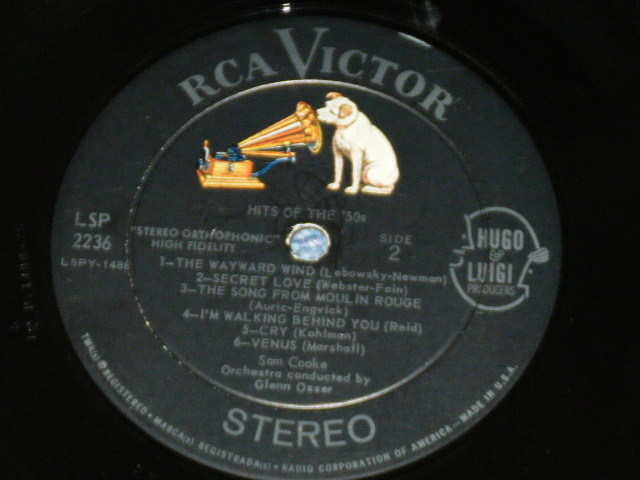 RCA VICTOR
HITS OF THE '50s
LSP
2236
"STEREO ORTHOPHONIC"
HIGH FIDELITY
SIDE
2
HUGO
&
LUIGI
PRODUCERS
1—THE WAYWARD WIND (Lebowsky-Newman)
2—SECRET LOVE (Webster-Fain)
3—THE SONG FROM MOULIN ROUGE
(Auric-Engvick)
4—I'M WALKING BEHIND YOU (Reid)
5—CRY (Kohlman)
6—VENUS (Marshall)
Sam Cooke
Orchestra conducted by
Glenn Osser
STEREO
TMK(s) ® REGISTERED • MARCA(s) REGISTRADA(s) • RADIO CORPORATION OF AMERICA—MADE IN U.S.A.